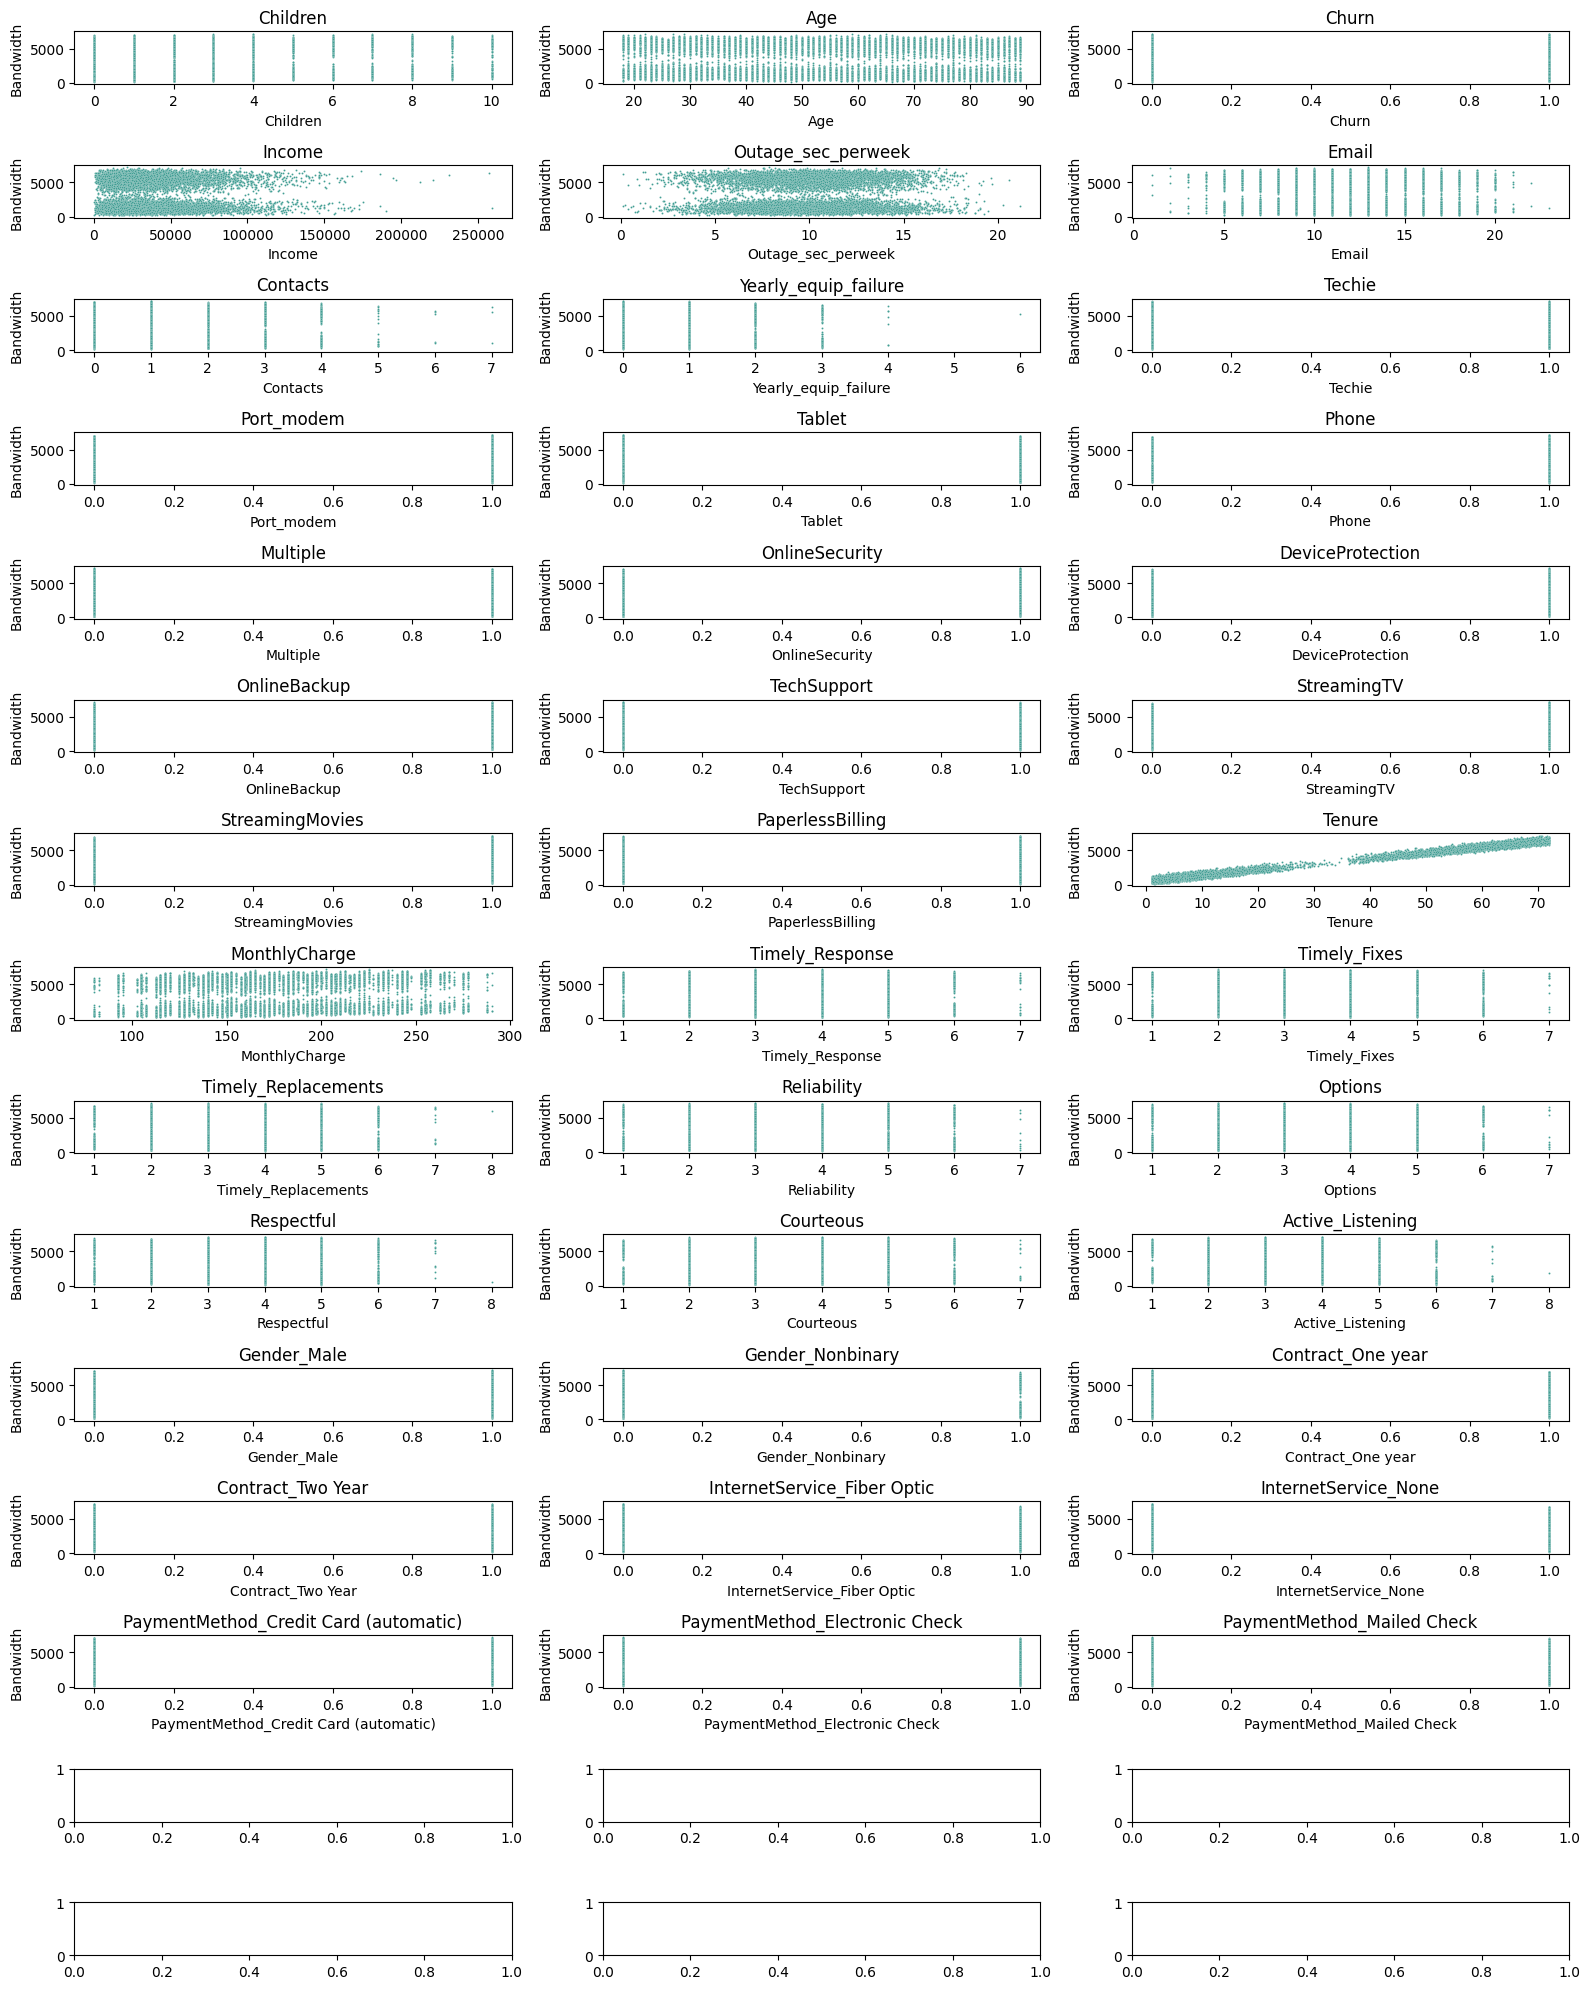 Children
Age
Churn
Bandwidth
5000
0
Bandwidth
5000
0
Bandwidth
5000
0
0 2 4 6 8 10
20 30 40 50 60 70 80 90
0.0 0.2 0.4 0.6 0.8 1.0
Children
Age
Churn
Income
Outage_sec_perweek
Email
Bandwidth
5000
0
Bandwidth
5000
0
Bandwidth
5000
0
0 50000 100000 150000 200000 250000
0 5 10 15 20
0 5 10 15 20
Income
Outage_sec_perweek
Email
Contacts
Yearly_equip_failure
Techie
Bandwidth
5000
0
Bandwidth
5000
0
Bandwidth
5000
0
0 1 2 3 4 5 6 7
0 1 2 3 4 5 6
0.0 0.2 0.4 0.6 0.8 1.0
Contacts
Yearly_equip_failure
Techie
Port_modem
Tablet
Phone
Bandwidth
5000
0
Bandwidth
5000
0
Bandwidth
5000
0
0.0 0.2 0.4 0.6 0.8 1.0
0.0 0.2 0.4 0.6 0.8 1.0
0.0 0.2 0.4 0.6 0.8 1.0
Port_modem
Tablet
Phone
Multiple
OnlineSecurity
DeviceProtection
Bandwidth
5000
0
Bandwidth
5000
0
Bandwidth
5000
0
0.0 0.2 0.4 0.6 0.8 1.0
0.0 0.2 0.4 0.6 0.8 1.0
0.0 0.2 0.4 0.6 0.8 1.0
Multiple
OnlineSecurity
DeviceProtection
OnlineBackup
TechSupport
StreamingTV
Bandwidth
5000
0
Bandwidth
5000
0
Bandwidth
5000
0
0.0 0.2 0.4 0.6 0.8 1.0
0.0 0.2 0.4 0.6 0.8 1.0
0.0 0.2 0.4 0.6 0.8 1.0
OnlineBackup
TechSupport
StreamingTV
StreamingMovies
PaperlessBilling
Tenure
Bandwidth
5000
0
Bandwidth
5000
0
Bandwidth
5000
0
0.0 0.2 0.4 0.6 0.8 1.0
0.0 0.2 0.4 0.6 0.8 1.0
0 10 20 30 40 50 60 70
StreamingMovies
PaperlessBilling
Tenure
MonthlyCharge
Timely_Response
Timely_Fixes
Bandwidth
5000
0
Bandwidth
5000
0
Bandwidth
5000
0
100 150 200 250 300
1 2 3 4 5 6 7
1 2 3 4 5 6 7
MonthlyCharge
Timely_Response
Timely_Fixes
Timely_Replacements
Reliability
Options
Bandwidth
5000
0
Bandwidth
5000
0
Bandwidth
5000
0
1 2 3 4 5 6 7 8
1 2 3 4 5 6 7
1 2 3 4 5 6 7
Timely_Replacements
Reliability
Options
Respectful
Courteous
Active_Listening
Bandwidth
5000
0
Bandwidth
5000
0
Bandwidth
5000
0
1 2 3 4 5 6 7 8
1 2 3 4 5 6 7
1 2 3 4 5 6 7 8
Respectful
Courteous
Active_Listening
Gender_Male
Gender_Nonbinary
Contract_One year
Bandwidth
5000
0
Bandwidth
5000
0
Bandwidth
5000
0
0.0 0.2 0.4 0.6 0.8 1.0
0.0 0.2 0.4 0.6 0.8 1.0
0.0 0.2 0.4 0.6 0.8 1.0
Gender_Male
Gender_Nonbinary
Contract_One year
Contract_Two Year
InternetService_Fiber Optic
InternetService_None
Bandwidth
5000
0
Bandwidth
5000
0
Bandwidth
5000
0
0.0 0.2 0.4 0.6 0.8 1.0
0.0 0.2 0.4 0.6 0.8 1.0
0.0 0.2 0.4 0.6 0.8 1.0
Contract_Two Year
InternetService_Fiber Optic
InternetService_None
PaymentMethod_Credit Card (automatic)
PaymentMethod_Electronic Check
PaymentMethod_Mailed Check
Bandwidth
5000
0
Bandwidth
5000
0
Bandwidth
5000
0
0.0 0.2 0.4 0.6 0.8 1.0
0.0 0.2 0.4 0.6 0.8 1.0
0.0 0.2 0.4 0.6 0.8 1.0
PaymentMethod_Credit Card (automatic)
PaymentMethod_Electronic Check
PaymentMethod_Mailed Check
1
0
1
0
1
0
0.0 0.2 0.4 0.6 0.8 1.0
0.0 0.2 0.4 0.6 0.8 1.0
0.0 0.2 0.4 0.6 0.8 1.0
1
0
1
0
1
0
0.0 0.2 0.4 0.6 0.8 1.0
0.0 0.2 0.4 0.6 0.8 1.0
0.0 0.2 0.4 0.6 0.8 1.0